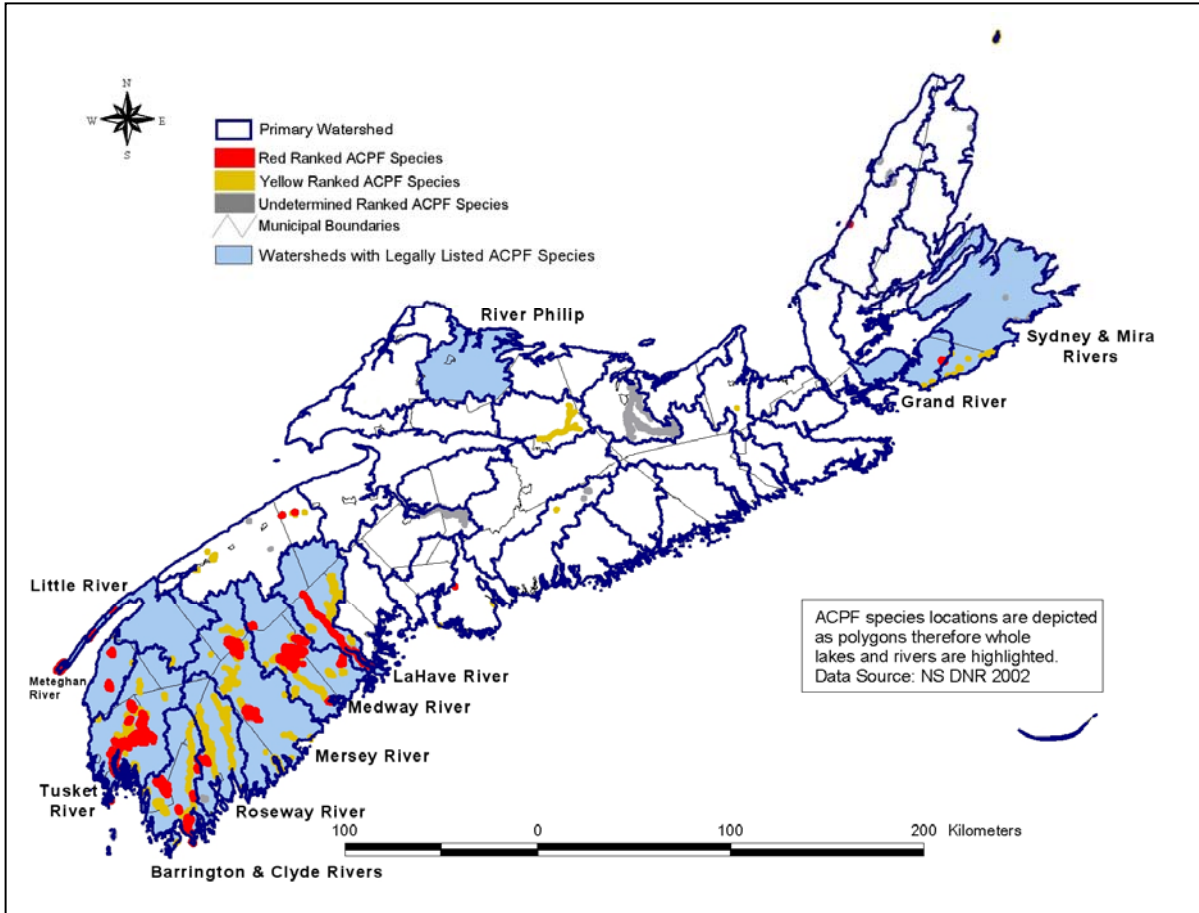 N
W E
S
Primary Watershed
Red Ranked ACPF Species
Yellow Ranked ACPF Species
Undetermined Ranked ACPF Species
Municipal Boundaries
Watersheds with Legally Listed ACPF Species
River Philip
Sydney & Mira
Rivers
Grand River
Little River
Meteghan
River
LaHave River
Medway River
Mersey River
Tusket
River
Roseway River
Barrington & Clyde Rivers
ACPF species locations are depicted
as polygons therefore whole
lakes and rivers are highlighted.
Data Source: NS DNR 2002
100 0 100 200 Kilometers